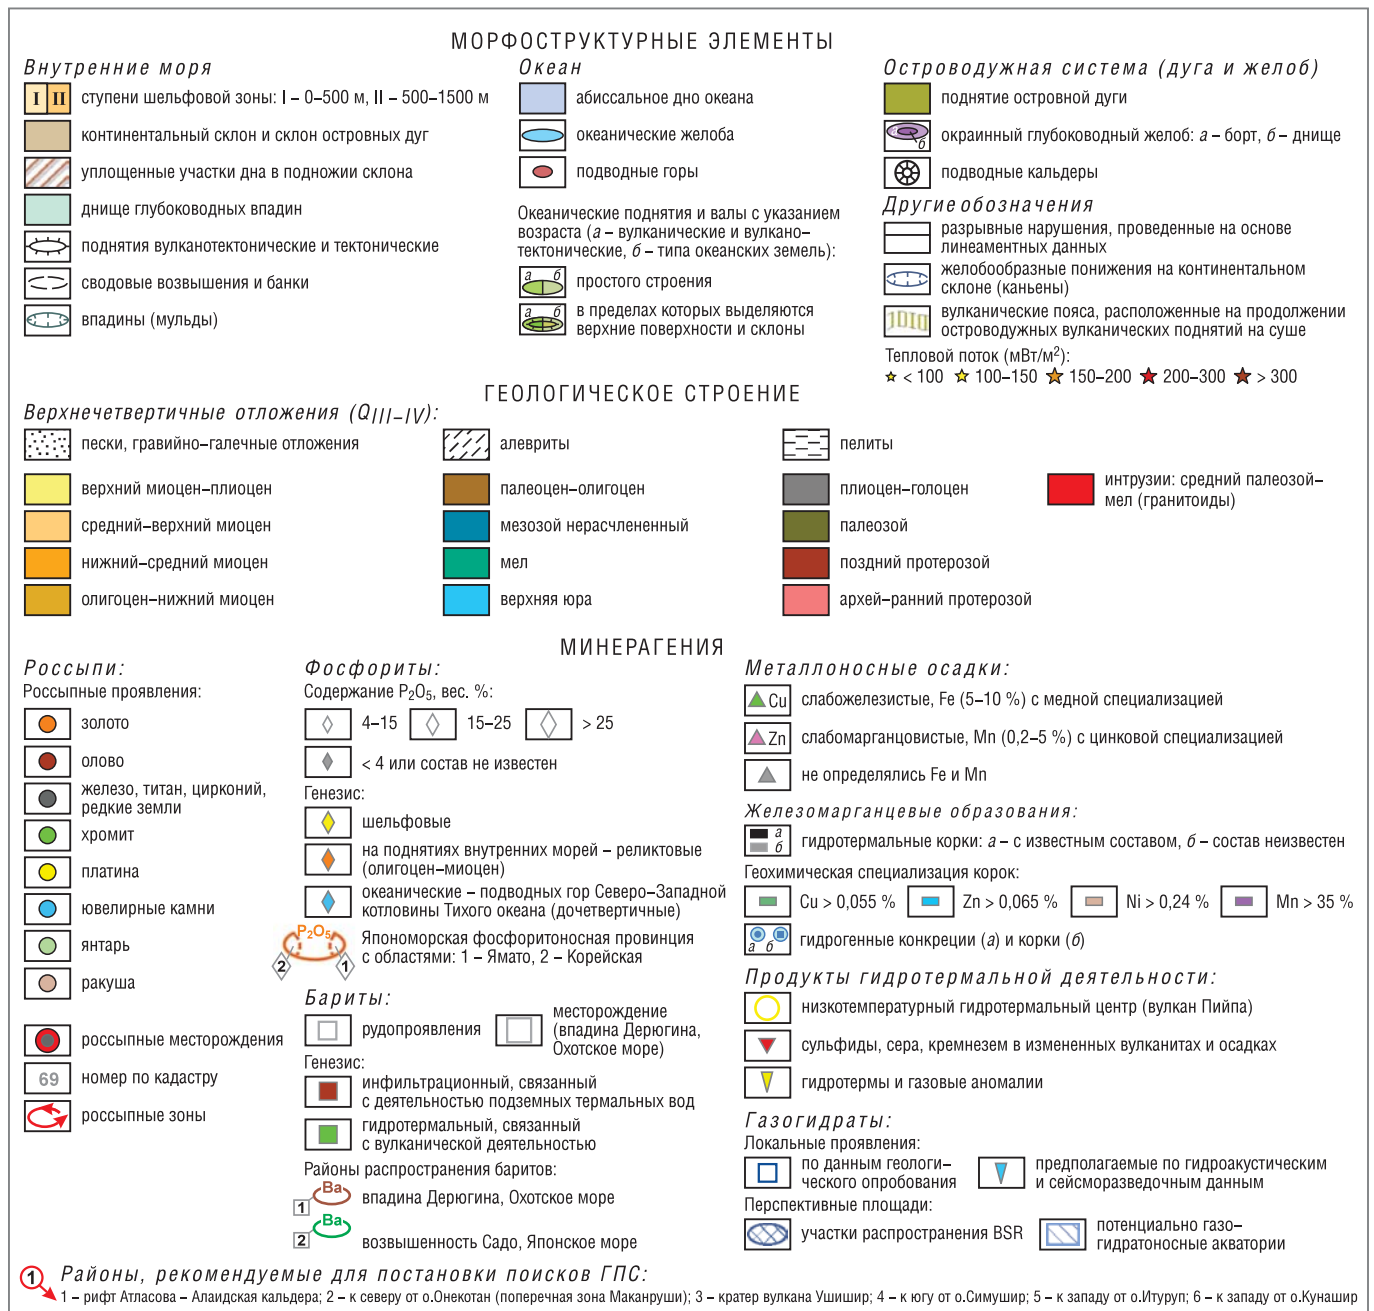 МОРФОСТРУКТУРНЫЕ ЭЛЕМЕНТЫ
Внутренние моря
I II ступени шельфовой зоны: I – 0–500 м, II – 500–1500 м
континентальный склон и склон островных дуг
уплощенные участки дна в подножии склона
днище глубоководных впадин
поднятия вулканотектонические и тектонические
сводовые возвышения и банки
впадины (мульды)
Океан
абиссальное дно океана
океанические желоба
подводные горы
Океанические поднятия и валы с указанием
возраста (а – вулканические и вулкано-
тектонические, б – типа океанских земель):
а б простого строения
а б в пределах которых выделяются
верхние поверхности и склоны
Островодужная система (дуга и желоб)
поднятие островной дуги
б окраинный глубоководный желоб: а – борт, б – днище
подводные кальдеры
Другие обозначения
разрывные нарушения, проведенные на основе
линеаментных данных
желобообразные понижения на континентальном
склоне (каньены)
вулканические пояса, расположенные на продолжении
островодужных вулканических поднятий на суше
Тепловой поток (мВт/м²):
< 100 100–150 150–200 200–300 > 300
ГЕОЛОГИЧЕСКОЕ СТРОЕНИЕ
Верхнечетвертичные отложения (QIII–IV):
пески, гравийно–галечные отложения
алевриты
пелиты
верхний миоцен–плиоцен
средний–верхний миоцен
нижний–средний миоцен
олигоцен–нижний миоцен
палеоцен–олигоцен
мезозой нерасчлененный
мел
верхняя юра
плиоцен–голоцен
палеозой
поздний протерозой
архей–ранний протерозой
интрузии: средний палеозой–
мел (гранитоиды)
МИНЕРАГЕНИЯ
Россыпи:
Россыпные проявления:
золото
олово
железо, титан, цирконий,
редкие земли
хромит
платина
ювелирные камни
янтарь
ракуша
россыпные месторождения
69 номер по кадастру
россыпные зоны
Фосфориты:
Содержание P₂O₅, вес. %:
4–15 15–25 > 25
< 4 или состав не известен
Генезис:
шельфовые
на поднятиях внутренних морей – реликтовые
(олигоцен–миоцен)
океанические – подводных гор Северо–Западной
котловины Тихого океана (дочетвертичные)
P₂O₅ 2 1 Япономорская фосфоритоносная провинция
с областями: 1 – Ямато, 2 – Корейская
Бариты:
рудопроявления
месторождение
(впадина Дерюгина,
Охотское море)
Генезис:
инфильтрационный, связанный
с деятельностью подземных термальных вод
гидротермальный, связанный
с вулканической деятельностью
Районы распространения баритов:
Ba 1 впадина Дерюгина, Охотское море
Ba 2 возвышенность Садо, Японское море
Металлоносные осадки:
Cu слабожелезистые, Fe (5–10 %) с медной специализацией
Zn слабомарганцовистые, Mn (0,2–5 %) с цинковой специализацией
не определялись Fe и Mn
Железомарганцевые образования:
а б гидротермальные корки: а – с известным составом, б – состав неизвестен
Геохимическая специализация корок:
Cu > 0,055 % Zn > 0,065 % Ni > 0,24 % Mn > 35 %
а б гидрогенные конкреции (а) и корки (б)
Продукты гидротермальной деятельности:
низкотемпературный гидротермальный центр (вулкан Пийпа)
сульфиды, сера, кремнезем в измененных вулканитах и осадках
гидротермы и газовые аномалии
Газогидраты:
Локальные проявления:
по данным геологи–
ческого опробования
предполагаемые по гидроакустическим
и сейсморазведочным данным
Перспективные площади:
участки распространения BSR
потенциально газо–
гидратоносные акватории
1 Районы, рекомендуемые для постановки поисков ГПС:
1 – рифт Атласова – Алаидская кальдера; 2 – к северу от о.Онекотан (поперечная зона Маканруши); 3 – кратер вулкана Ушишир; 4 – к югу от о.Симушир; 5 – к западу от о.Итуруп; 6 – к западу от о.Кунашир